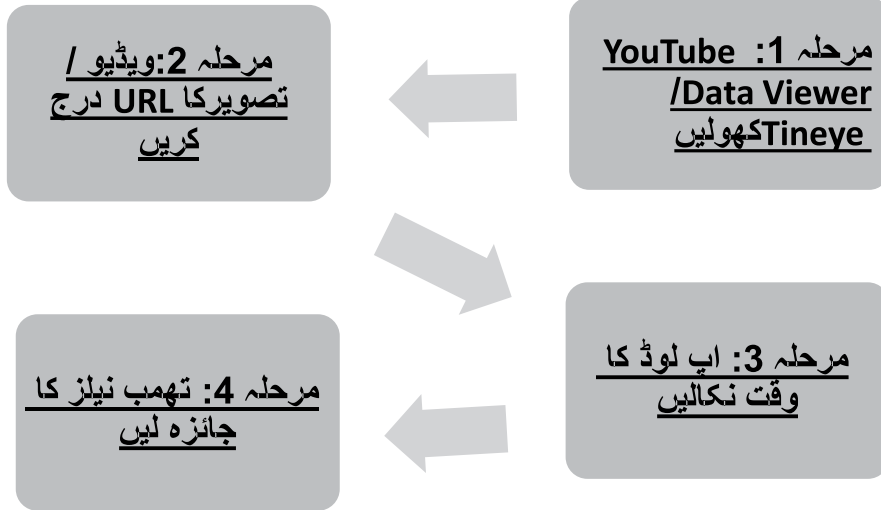 مرحلہ 1: YouTube
Data Viewer/
Tineyeکھولیں
مرحلہ 2:ویڈیو /
تصویرکا URL درج
کریں
مرحلہ 3: اپ لوڈ کا
وقت نکالیں
مرحلہ 4: تھمب نیلز کا
جائزہ لیں